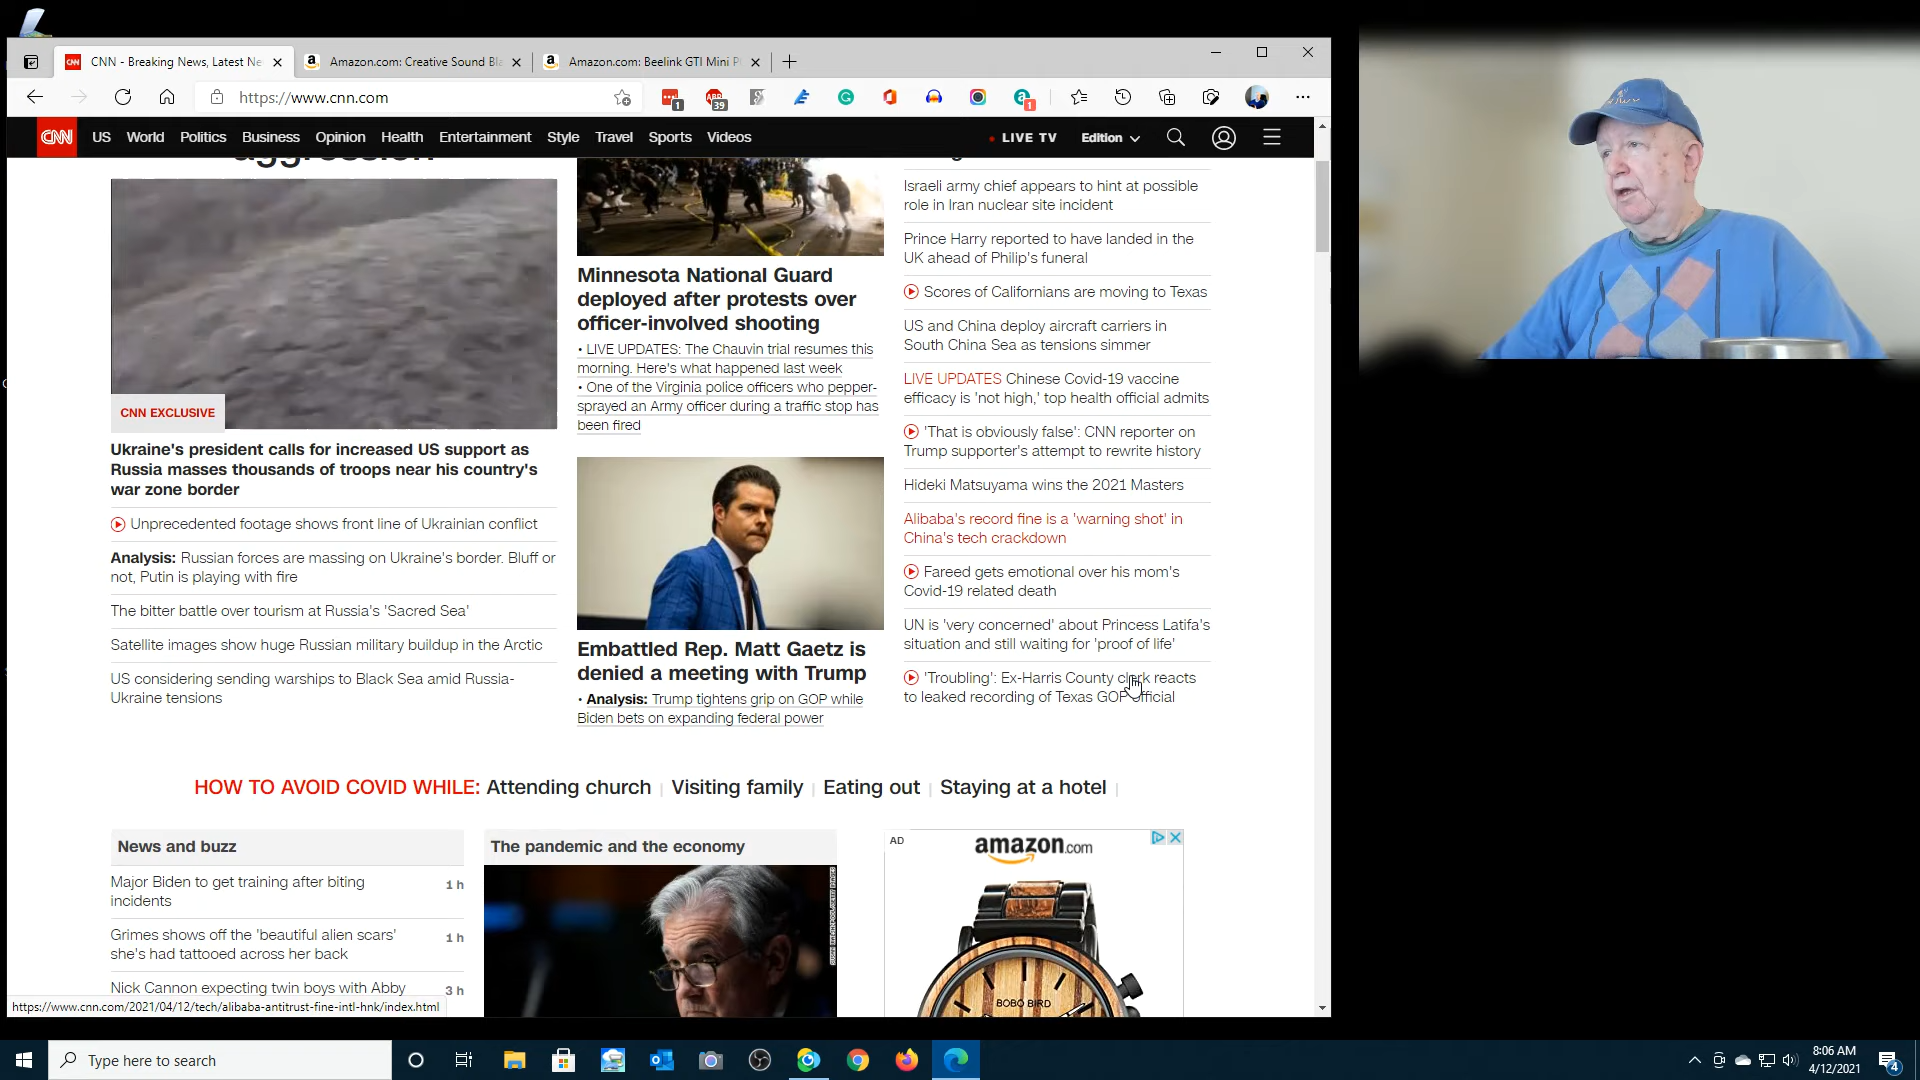 CNN - Breaking News, Latest Ne
Amazon.com: Creative Sound Bla
Amazon.com: Beelink GTI Mini P
https://www.cnn.com
1
39
1
CNN
US
World
Politics
Business
Opinion
Health
Entertainment
Style
Travel
Sports
Videos
LIVE TV
Edition
aggression
CNN EXCLUSIVE
Ukraine's president calls for increased US support as
Russia masses thousands of troops near his country's
war zone border
Unprecedented footage shows front line of Ukrainian conflict
Analysis: Russian forces are massing on Ukraine's border. Bluff or
not, Putin is playing with fire
The bitter battle over tourism at Russia's 'Sacred Sea'
Satellite images show huge Russian military buildup in the Arctic
US considering sending warships to Black Sea amid Russia-
Ukraine tensions
Minnesota National Guard
deployed after protests over
officer-involved shooting
• LIVE UPDATES: The Chauvin trial resumes this
morning. Here's what happened last week
• One of the Virginia police officers who pepper-
sprayed an Army officer during a traffic stop has
been fired
Embattled Rep. Matt Gaetz is
denied a meeting with Trump
• Analysis: Trump tightens grip on GOP while
Biden bets on expanding federal power
Israeli army chief appears to hint at possible
role in Iran nuclear site incident
Prince Harry reported to have landed in the
UK ahead of Philip's funeral
Scores of Californians are moving to Texas
US and China deploy aircraft carriers in
South China Sea as tensions simmer
LIVE UPDATES Chinese Covid-19 vaccine
efficacy is 'not high,' top health official admits
'That is obviously false': CNN reporter on
Trump supporter's attempt to rewrite history
Hideki Matsuyama wins the 2021 Masters
Alibaba's record fine is a 'warning shot' in
China's tech crackdown
Fareed gets emotional over his mom's
Covid-19 related death
UN is 'very concerned' about Princess Latifa's
situation and still waiting for 'proof of life'
'Troubling': Ex-Harris County clerk reacts
to leaked recording of Texas GOP official
HOW TO AVOID COVID WHILE: Attending church | Visiting family | Eating out | Staying at a hotel |
News and buzz
Major Biden to get training after biting
incidents
1 h
Grimes shows off the 'beautiful alien scars'
she's had tattooed across her back
1 h
Nick Cannon expecting twin boys with Abby
3 h
The pandemic and the economy
AD
amazon.com
BOBO BIRD
https://www.cnn.com/2021/04/12/tech/alibaba-antitrust-fine-intl-hnk/index.html
Type here to search
8:06 AM
4/12/2021
4